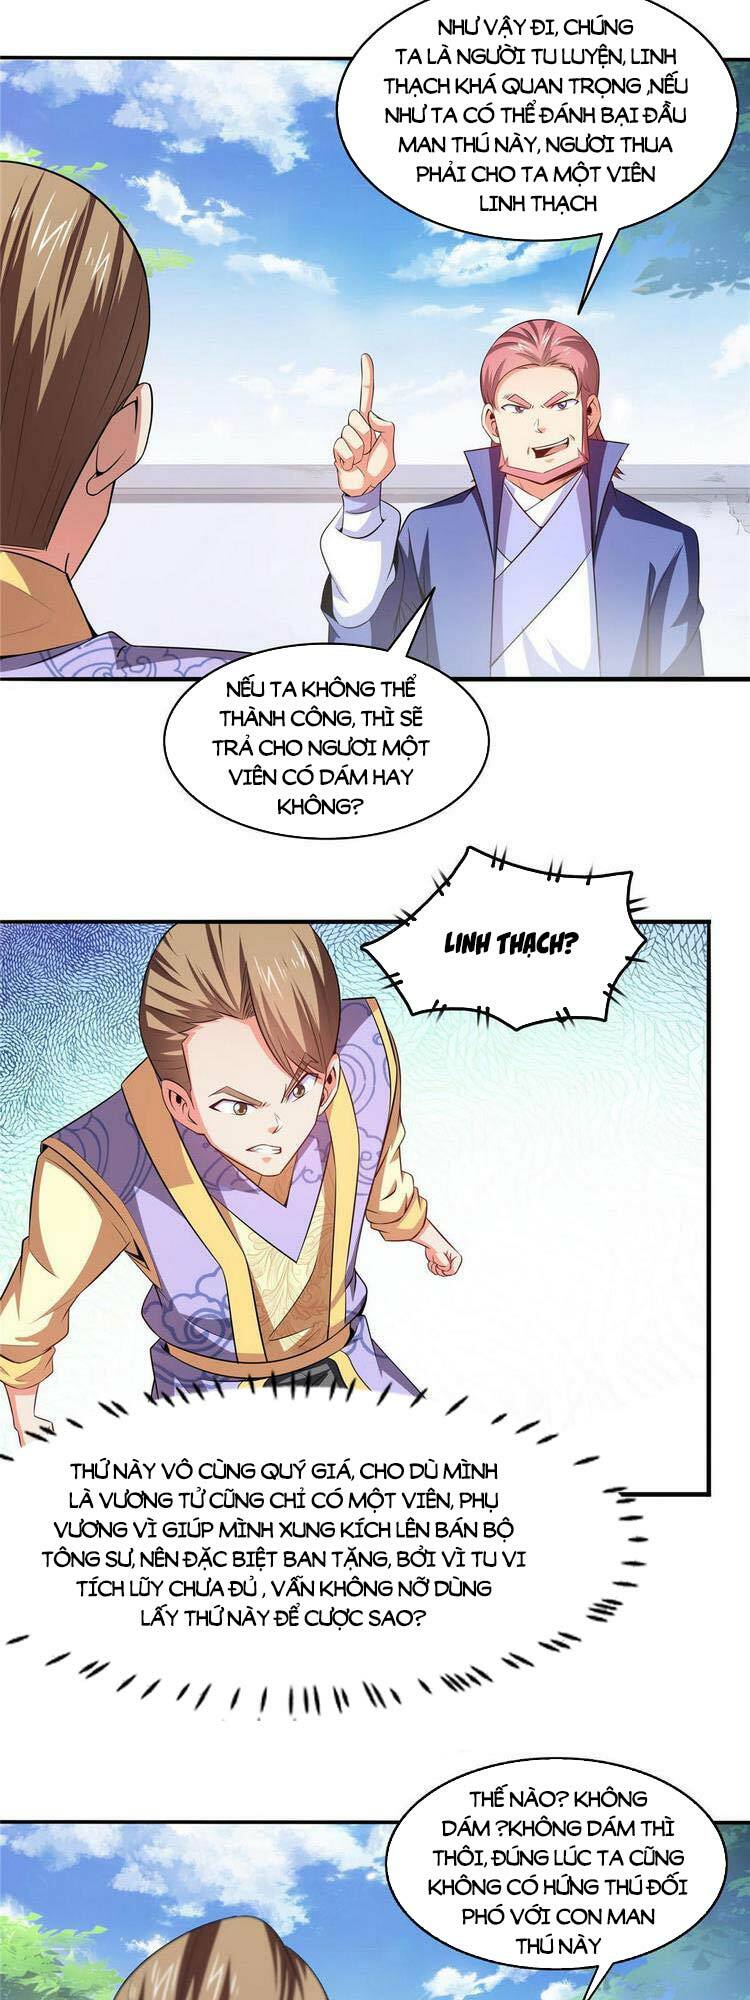 NHƯ VẬY ĐI, CHÚNG
TA LÀ NGƯỜI TU LUYỆN, LINH
THẠCH KHÁ QUAN TRỌNG ,NẾU
NHƯ TA CÓ THỂ ĐÁNH BẠI ĐẦU
MAN THÚ NÀY, NGƯƠI THUA
PHẢI CHO TA MỘT VIÊN
LINH THẠCH
NẾU TA KHÔNG THỂ
THÀNH CÔNG, THÌ SẼ
TRẢ CHO NGƯƠI MỘT
VIÊN CÓ DÁM HAY
KHÔNG?
LINH THẠCH?
THỨ NÀY VÔ CÙNG QUÝ GIÁ, CHO DÙ MÌNH
LÀ VƯƠNG TỬ CŨNG CHỈ CÓ MỘT VIÊN, PHỤ
VƯƠNG VÌ GIÚP MÌNH XUNG KÍCH LÊN BÁN BỘ
TÔNG SƯ, NÊN ĐẶC BIỆT BAN TẶNG, BỞI VÌ TU VI
TÍCH LŨY CHƯA ĐỦ , VẪN KHÔNG NỠ DÙNG
LẤY THỨ NÀY ĐỂ CƯỢC SAO?
THẾ NÀO? KHÔNG
DÁM ?KHÔNG DÁM THÌ
THÔI, ĐÚNG LÚC TA CŨNG
KHÔNG CÓ HỨNG THÚ ĐỐI
PHÓ VỚI CON MAN
THÚ NÀY